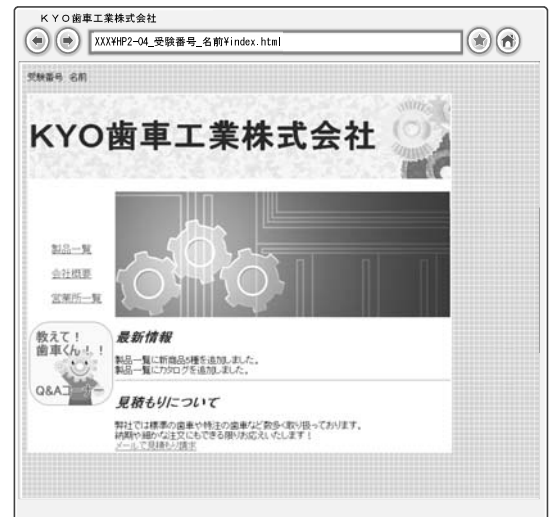 ＫＹＯ歯車工業株式会社
XXX¥HP2-04_受験番号_名前¥index.html
受験番号 名前
KYO歯車工業株式会社
製品一覧
会社概要
営業所一覧
教えて！
歯車くん！！
Q&Aコーナー
最新情報
製品一覧に新商品5種を追加しました。
製品一覧にカタログを追加しました。
見積もりについて
弊社では標準の歯車や特注の歯車など数多く取り扱っております。
納期や細かな注文にもできる限りお応えいたします！
メールで見積もり請求